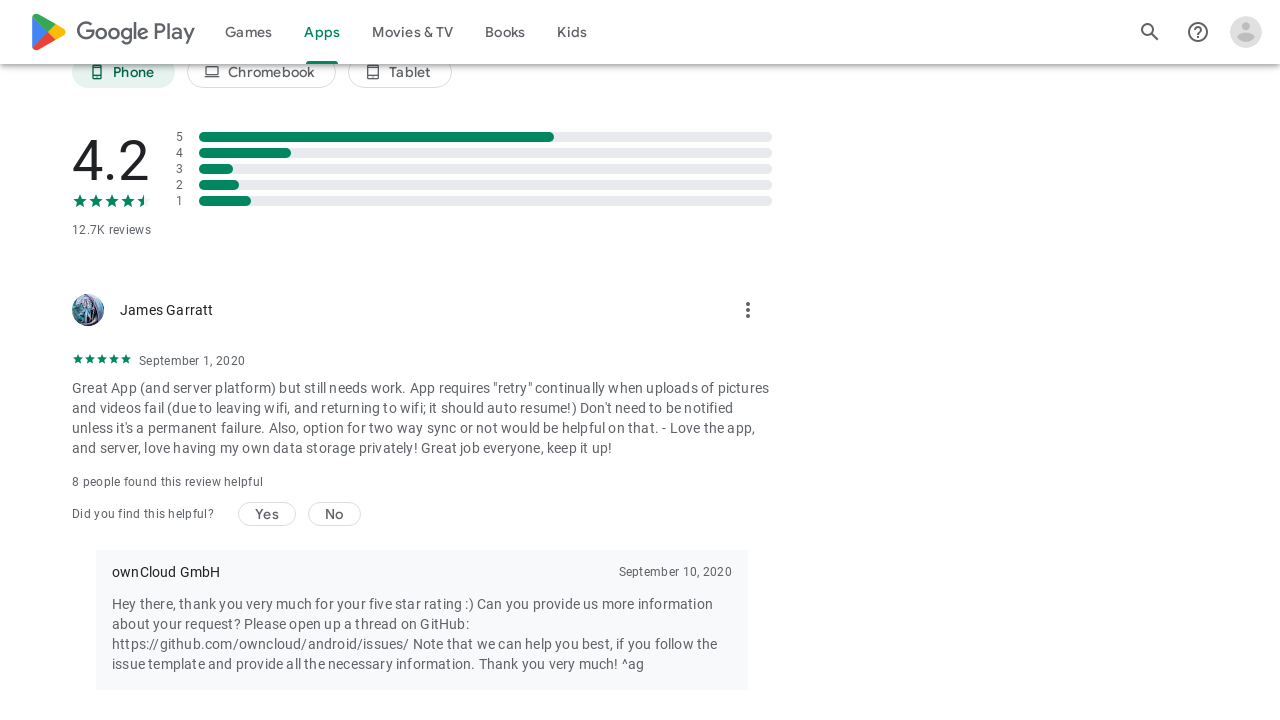 Google Play Games Apps Movies & TV Books Kids
Phone Chromebook Tablet
4.2
5
4
3
2
1
12.7K reviews
James Garratt
September 1, 2020
Great App (and server platform) but still needs work. App requires "retry" continually when uploads of pictures
and videos fail (due to leaving wifi, and returning to wifi; it should auto resume!) Don't need to be notified
unless it's a permanent failure. Also, option for two way sync or not would be helpful on that. - Love the app,
and server, love having my own data storage privately! Great job everyone, keep it up!
8 people found this review helpful
Did you find this helpful? Yes No
ownCloud GmbH September 10, 2020
Hey there, thank you very much for your five star rating :) Can you provide us more information
about your request? Please open up a thread on GitHub:
https://github.com/owncloud/android/issues/ Note that we can help you best, if you follow the
issue template and provide all the necessary information. Thank you very much! ^ag